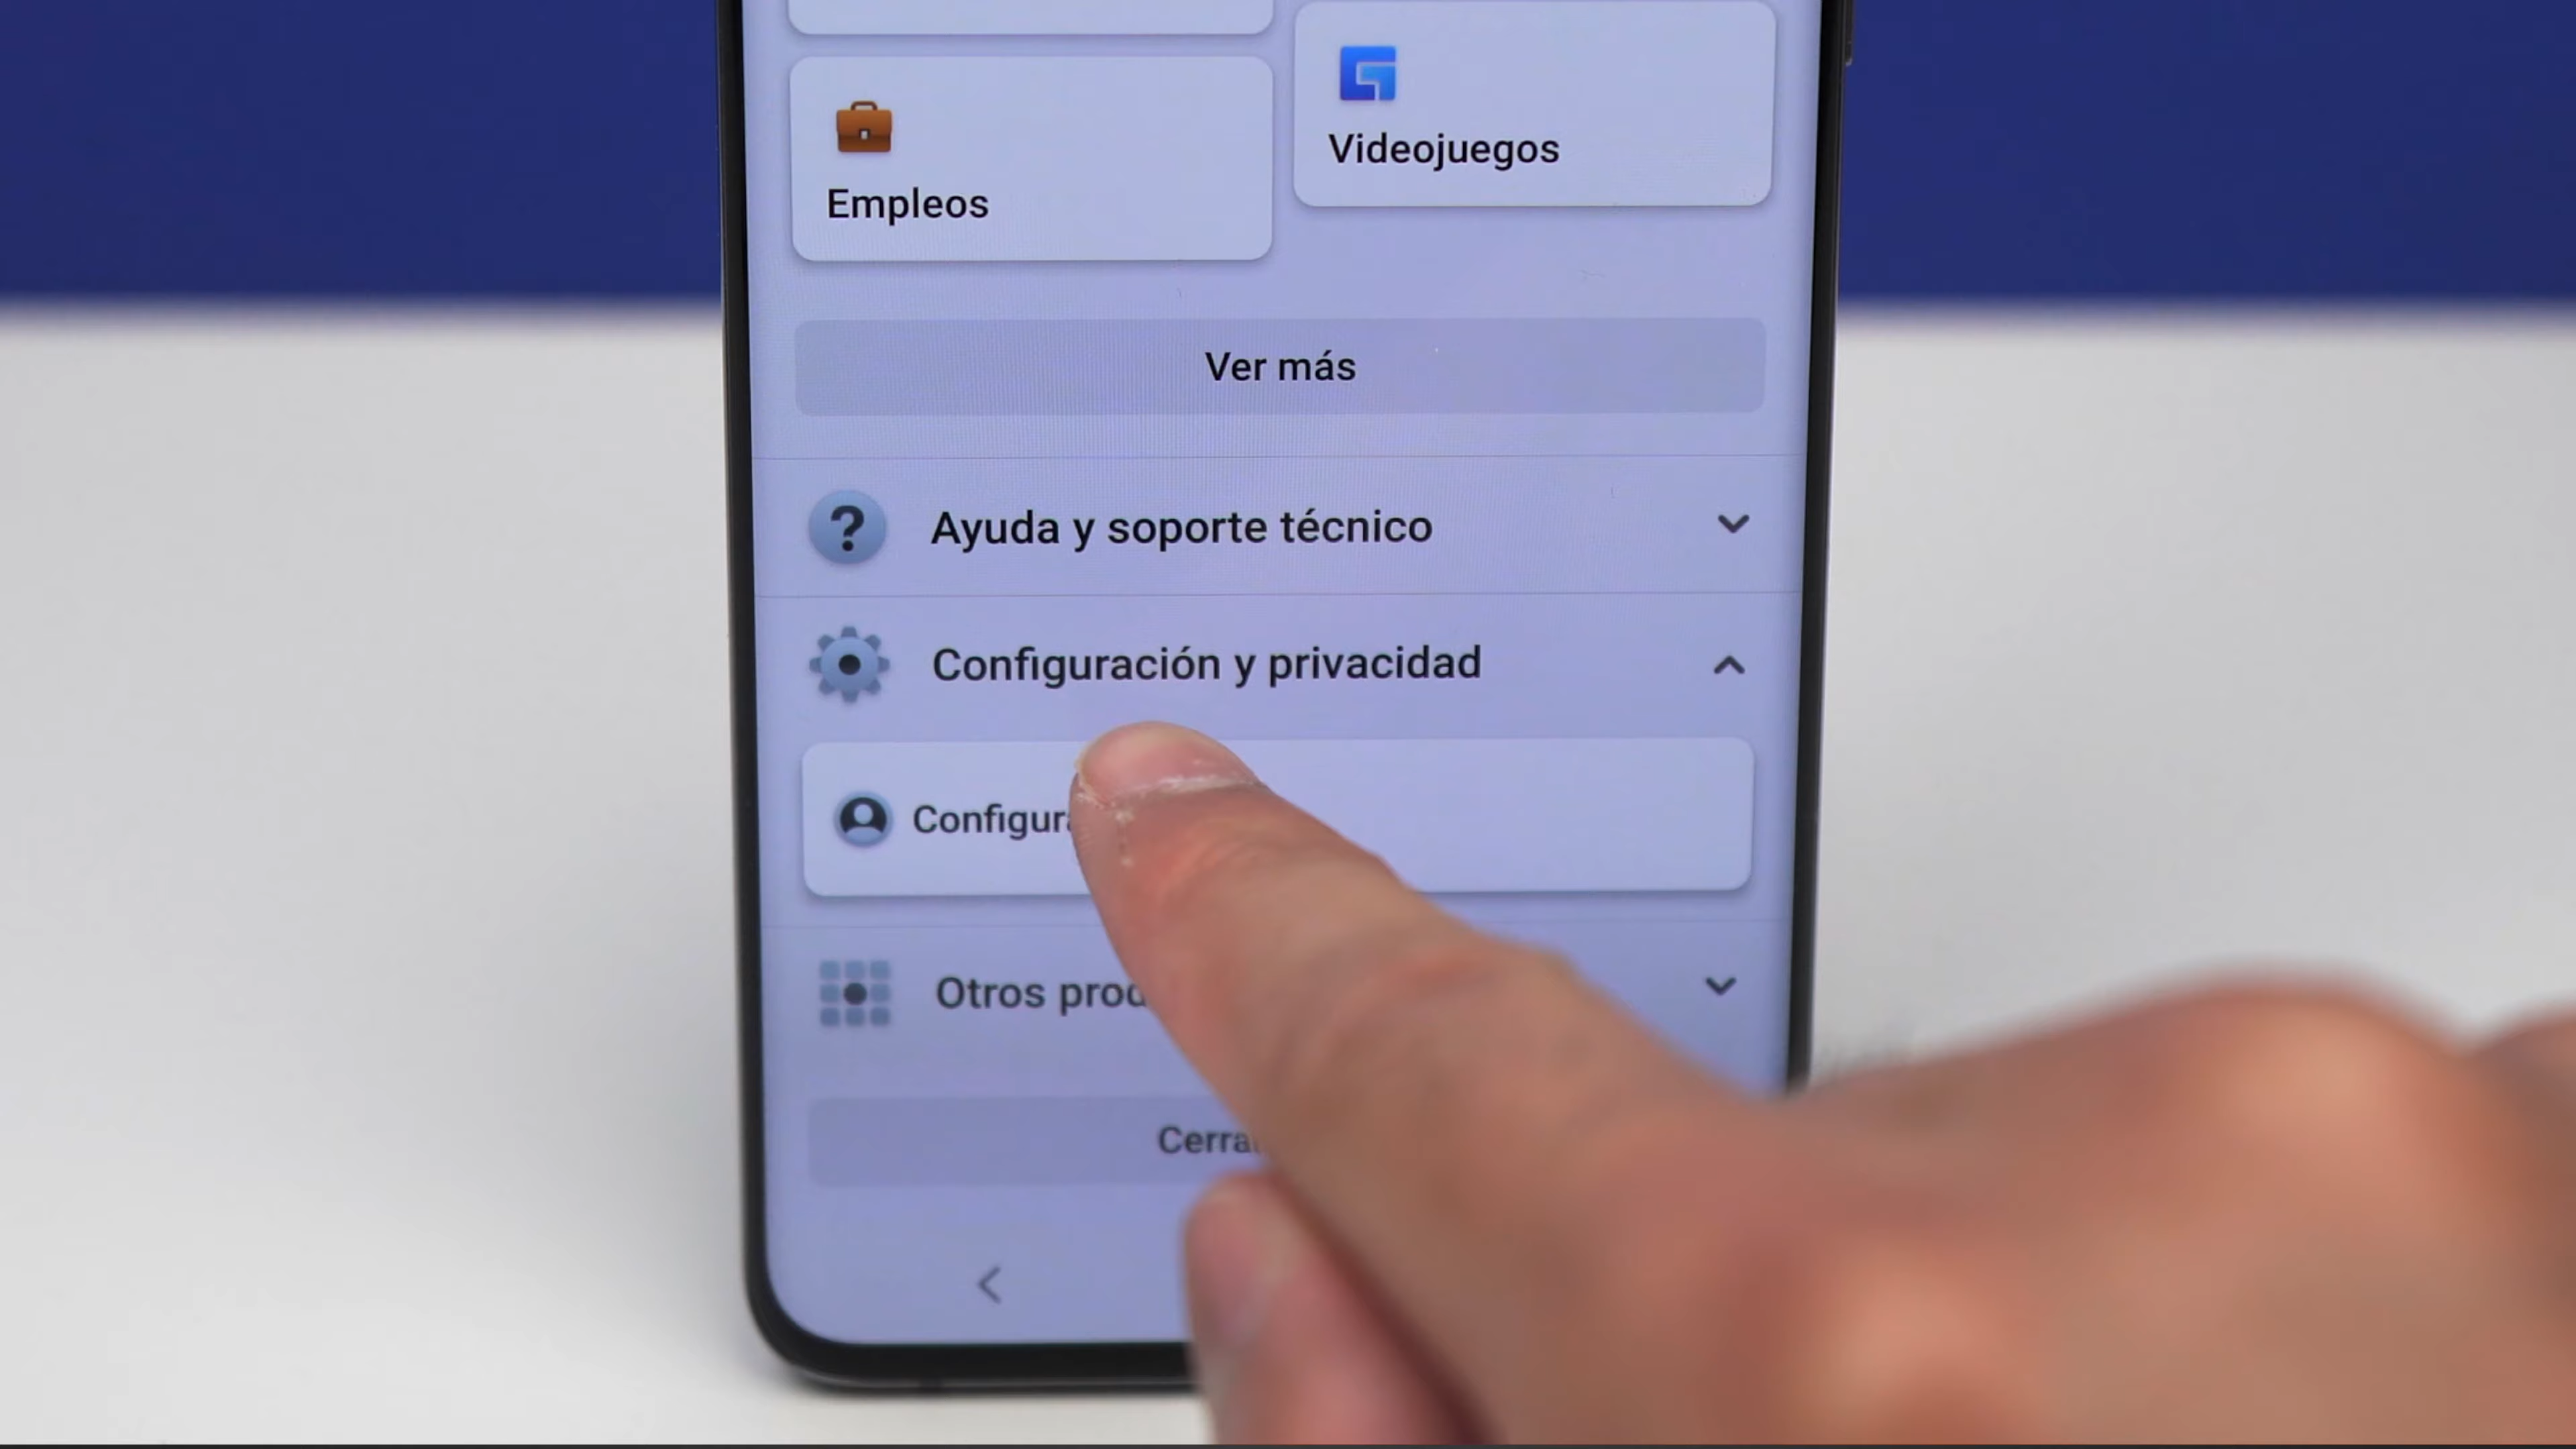 Videojuegos
Empleos
Ver más
Ayuda y soporte técnico
Configuración y privacidad
Configur
Otros prod
Cerra